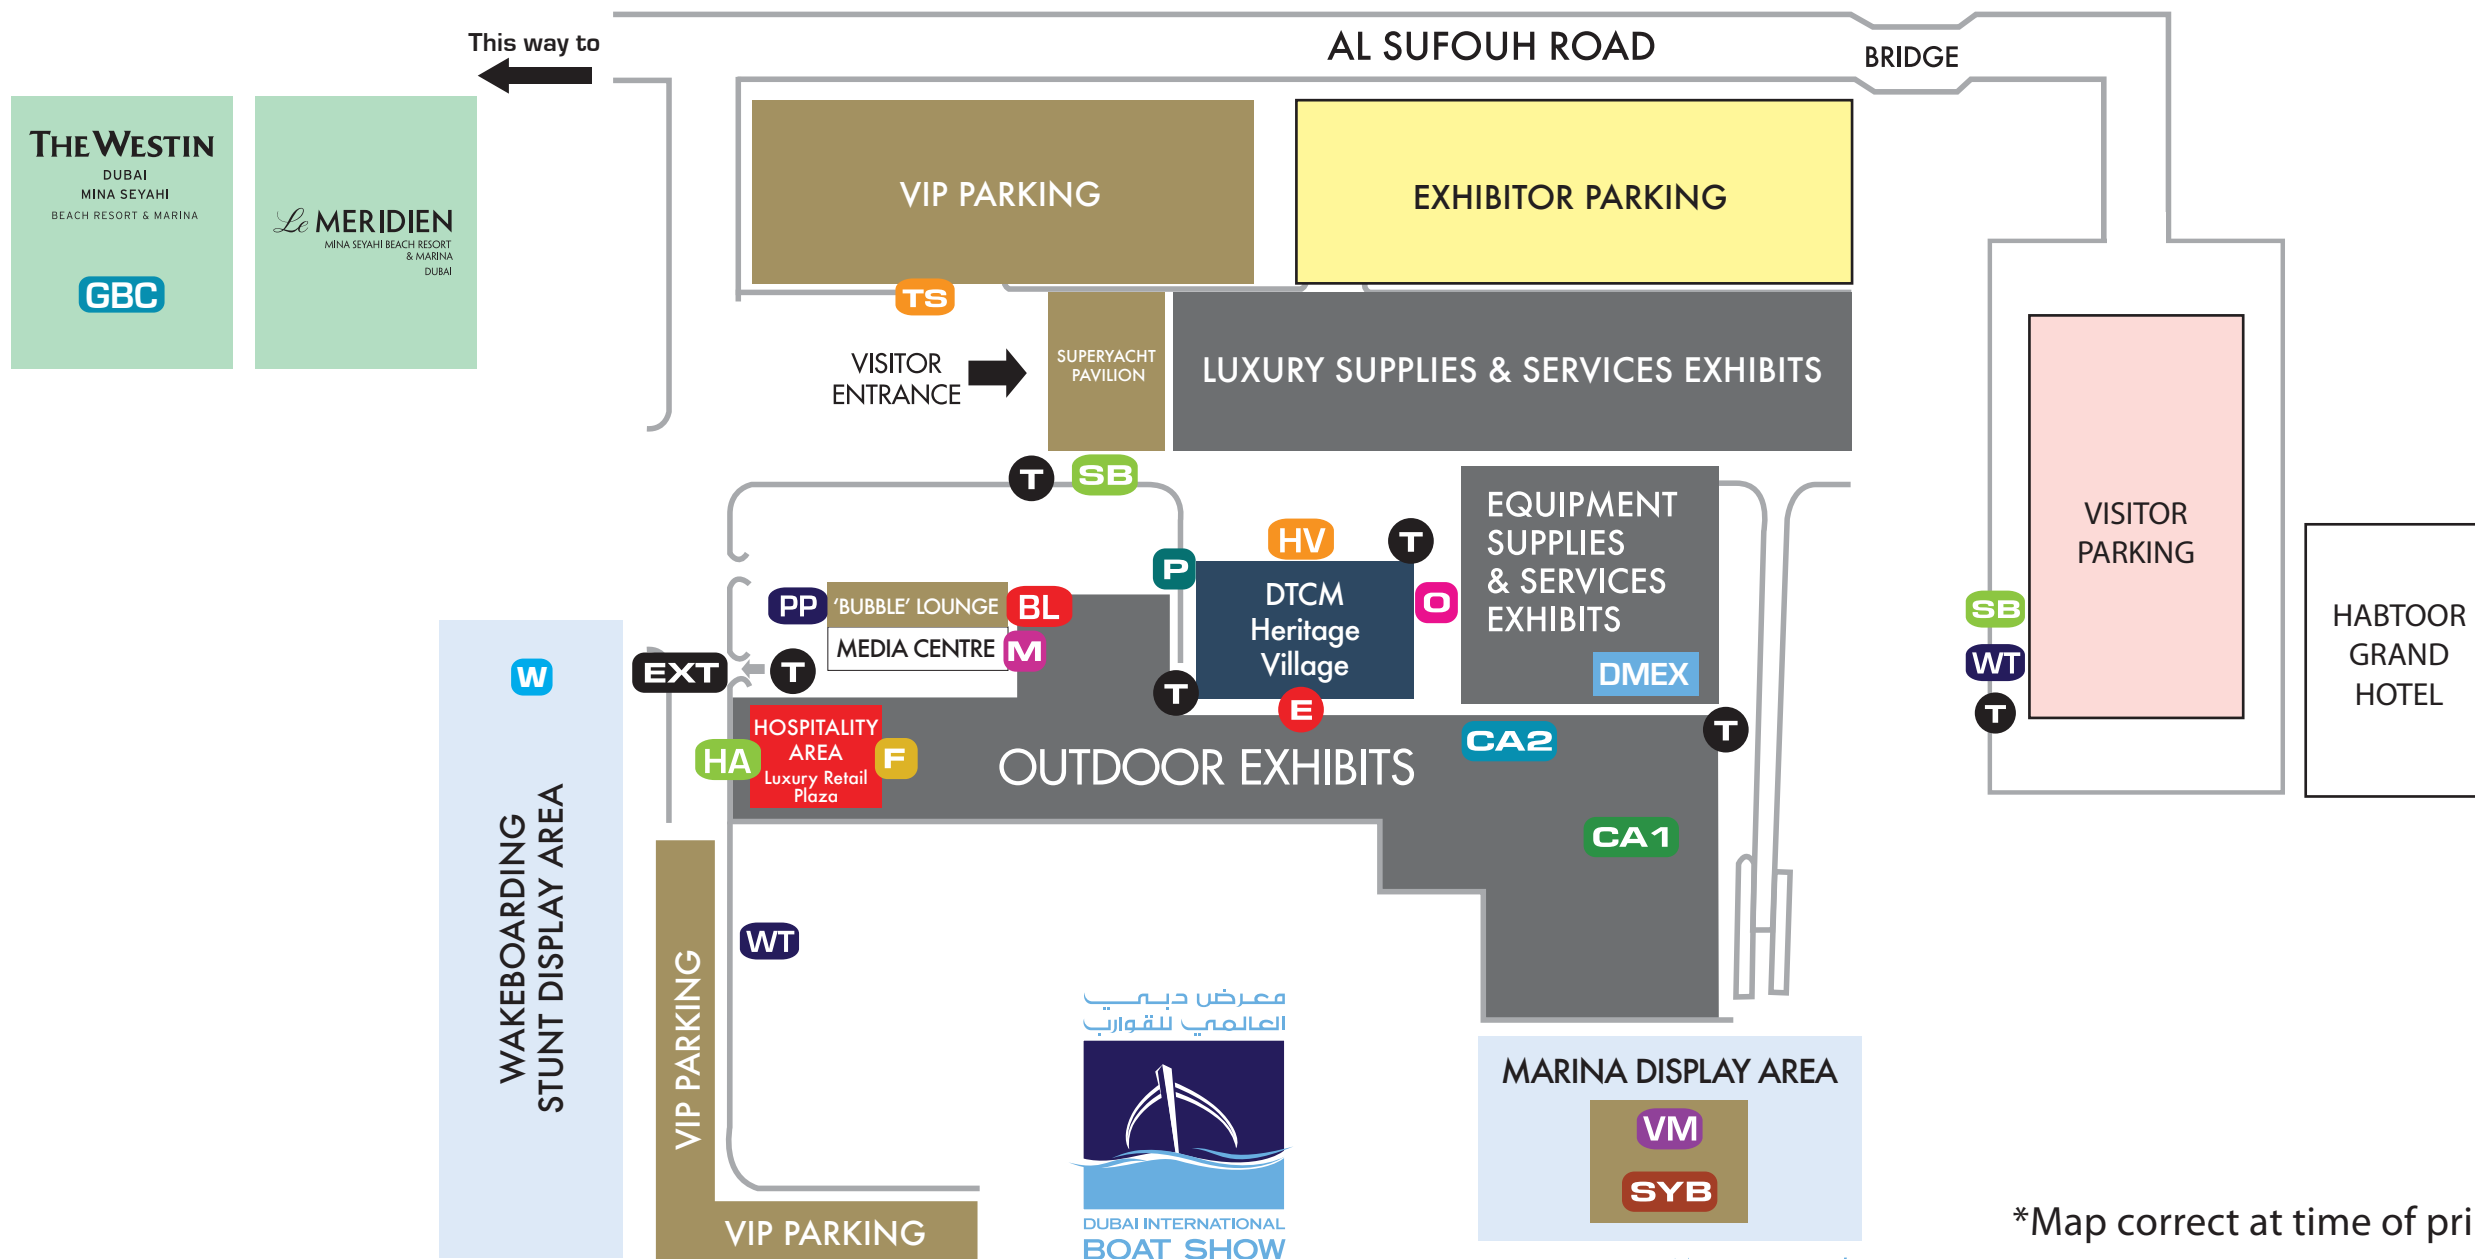 This way to
AL SUFOUH ROAD
BRIDGE
THE WESTIN
DUBAI
MINA SEYAHI
BEACH RESORT & MARINA
GBC
Le MERIDIEN
MINA SEYAHI BEACH RESORT
& MARINA
DUBAI
VIP PARKING
EXHIBITOR PARKING
TS
VISITOR
ENTRANCE
SUPERYACHT
PAVILION
LUXURY SUPPLIES & SERVICES EXHIBITS
T
SB
HV
T
P
DTCM
Heritage
Village
O
E
T
EQUIPMENT
SUPPLIES
& SERVICES
EXHIBITS
DMEX
VISITOR
PARKING
SB
WT
T
HABTOOR
GRAND
HOTEL
PP
'BUBBLE' LOUNGE
BL
MEDIA CENTRE
M
W
EXT
T
HA
HOSPITALITY
AREA
Luxury Retail
Plaza
F
OUTDOOR EXHIBITS
CA2
T
CA1
WAKEBOARDING
STUNT DISPLAY AREA
VIP PARKING
WT
VIP PARKING
معرض دبي
العالمي للقوارب
DUBAI INTERNATIONAL
BOAT SHOW
MARINA DISPLAY AREA
VM
SYB
*Map correct at time of pri